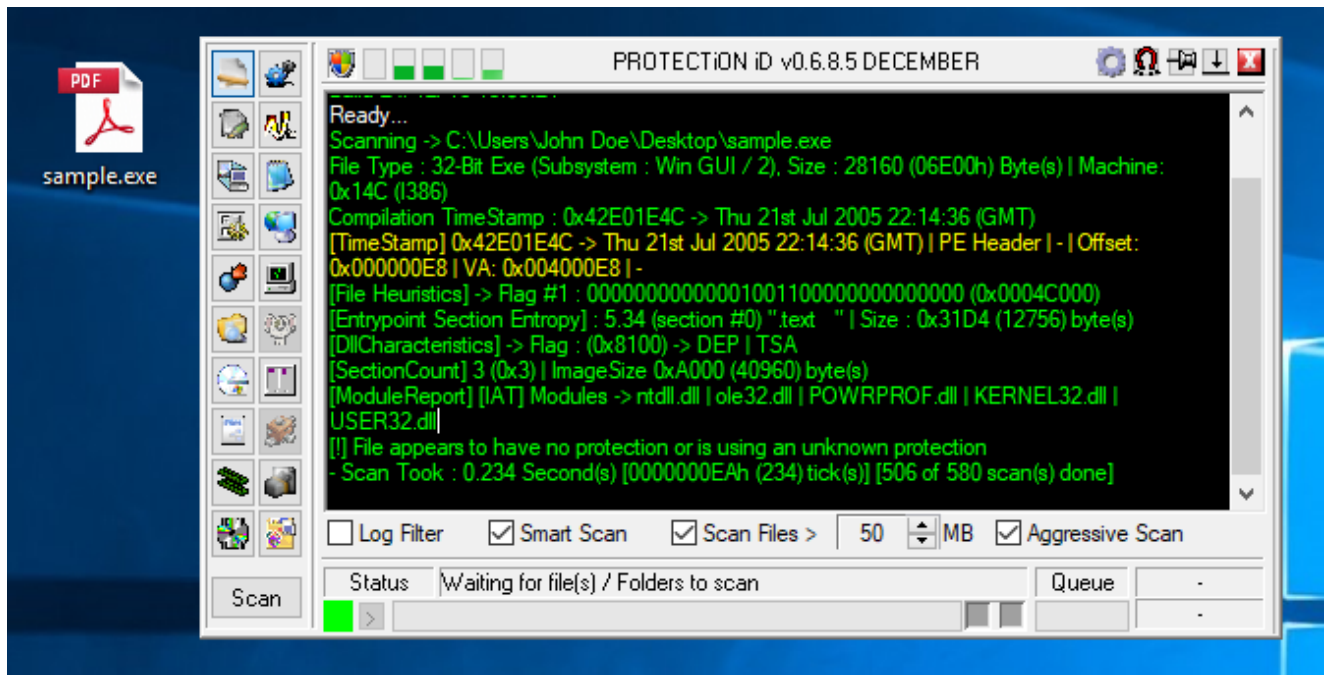 PDF
sample.exe
PROTECTiON iD v0.6.8.5 DECEMBER
Ready...
Scanning -> C:\Users\John Doe\Desktop\sample.exe
File Type : 32-Bit Exe (Subsystem : Win GUI / 2), Size : 28160 (06E00h) Byte(s) | Machine:
0x14C (I386)
Compilation TimeStamp : 0x42E01E4C -> Thu 21st Jul 2005 22:14:36 (GMT)
[TimeStamp] 0x42E01E4C -> Thu 21st Jul 2005 22:14:36 (GMT) | PE Header | - | Offset:
0x000000E8 | VA: 0x004000E8 | -
[File Heuristics] -> Flag #1 : 00000000000001001100000000000000 (0x0004C000)
[Entrypoint Section Entropy] : 5.34 (section #0) ".text   " | Size : 0x31D4 (12756) byte(s)
[DllCharacteristics] -> Flag : (0x8100) -> DEP | TSA
[SectionCount] 3 (0x3) | ImageSize 0xA000 (40960) byte(s)
[ModuleReport] [IAT] Modules -> ntdll.dll | ole32.dll | POWRPROF.dll | KERNEL32.dll |
USER32.dll
[!] File appears to have no protection or is using an unknown protection
- Scan Took : 0.234 Second(s) [0000000EAh (234) tick(s)] [506 of 580 scan(s) done]
Log Filter Smart Scan Scan Files > 50 MB Aggressive Scan
Scan
Status Waiting for file(s) / Folders to scan Queue -
> -